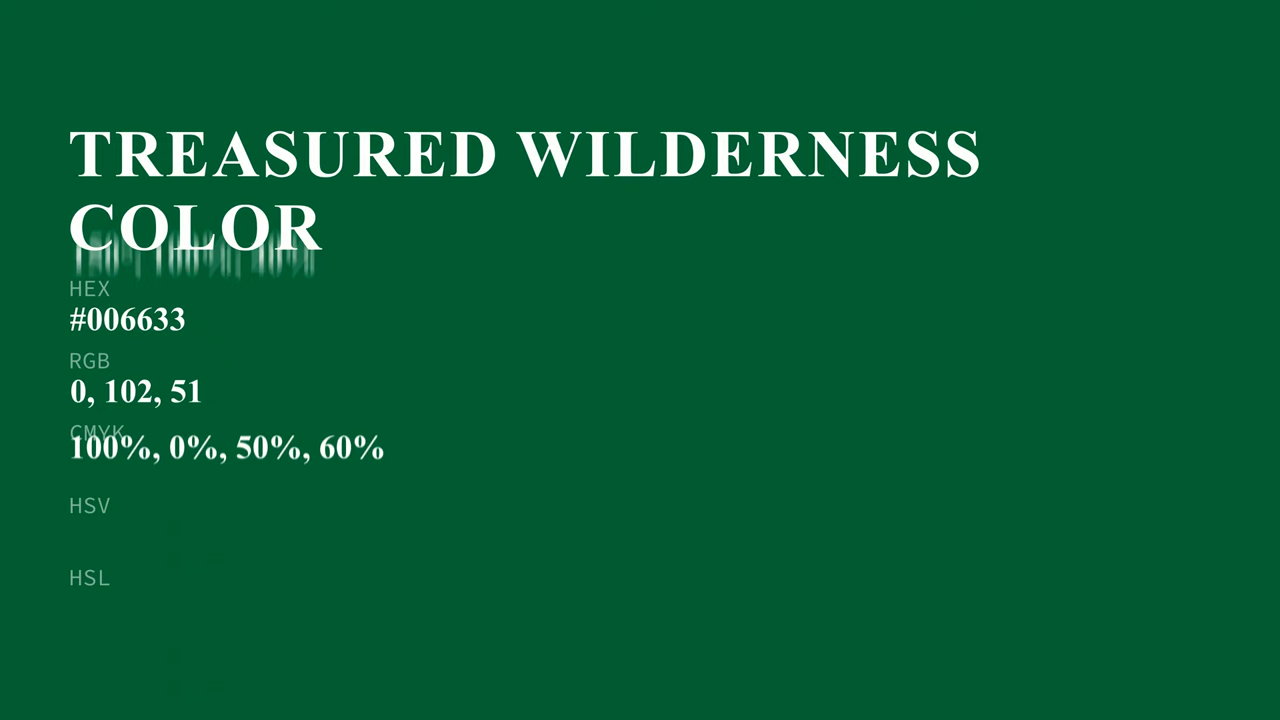 TREASURED WILDERNESS
COLOR
HEX
#006633
RGB
0, 102, 51
CMYK
100%, 0%, 50%, 60%
HSV
HSL